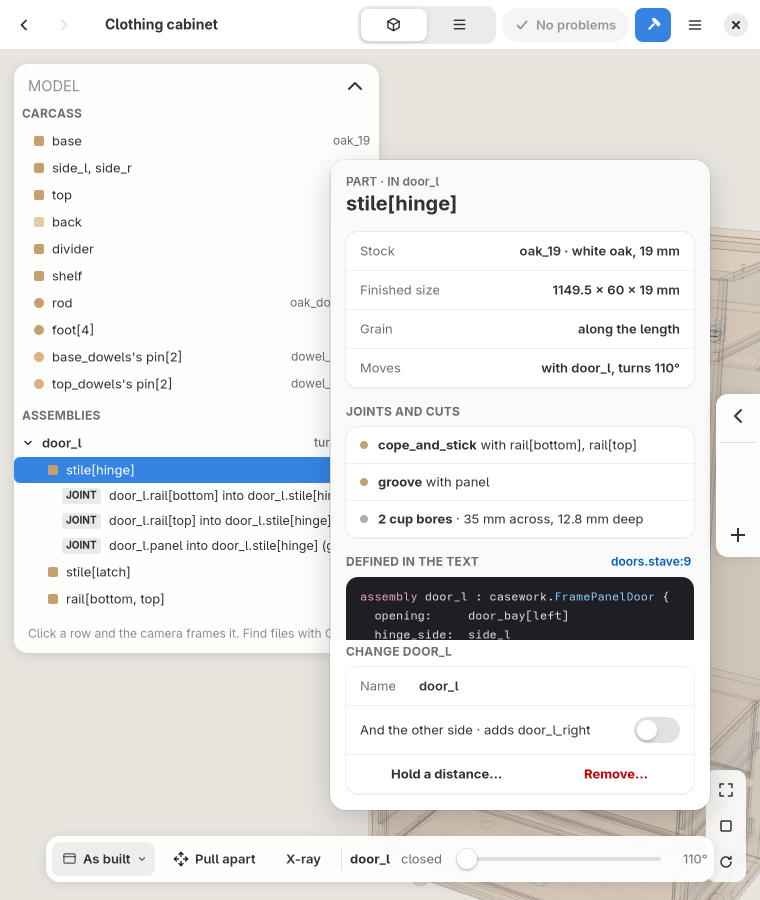 Clothing cabinet
No problems
MODEL
CARCASS
base
oak_19
side_l, side_r
top
back
divider
shelf
rod
oak_do
foot[4]
base_dowels's pin[2]
dowel_
top_dowels's pin[2]
dowel_
ASSEMBLIES
door_l
tur
stile[hinge]
JOINT door_l.rail[bottom] into door_l.stile[hi
JOINT door_l.rail[top] into door_l.stile[hinge]
JOINT door_l.panel into door_l.stile[hinge] (g
stile[latch]
rail[bottom, top]
Click a row and the camera frames it. Find files with C
PART · IN door_l
stile[hinge]
Stock
oak_19 · white oak, 19 mm
Finished size
1149.5 × 60 × 19 mm
Grain
along the length
Moves
with door_l, turns 110°
JOINTS AND CUTS
cope_and_stick with rail[bottom], rail[top]
groove with panel
2 cup bores · 35 mm across, 12.8 mm deep
DEFINED IN THE TEXT
doors.stave:9
assembly door_l : casework.FramePanelDoor {
opening: door_bay[left]
hinge_side: side_l
CHANGE DOOR_L
Name
door_l
And the other side · adds door_l_right
Hold a distance…
Remove…
As built
Pull apart
X-ray
door_l
closed
110°